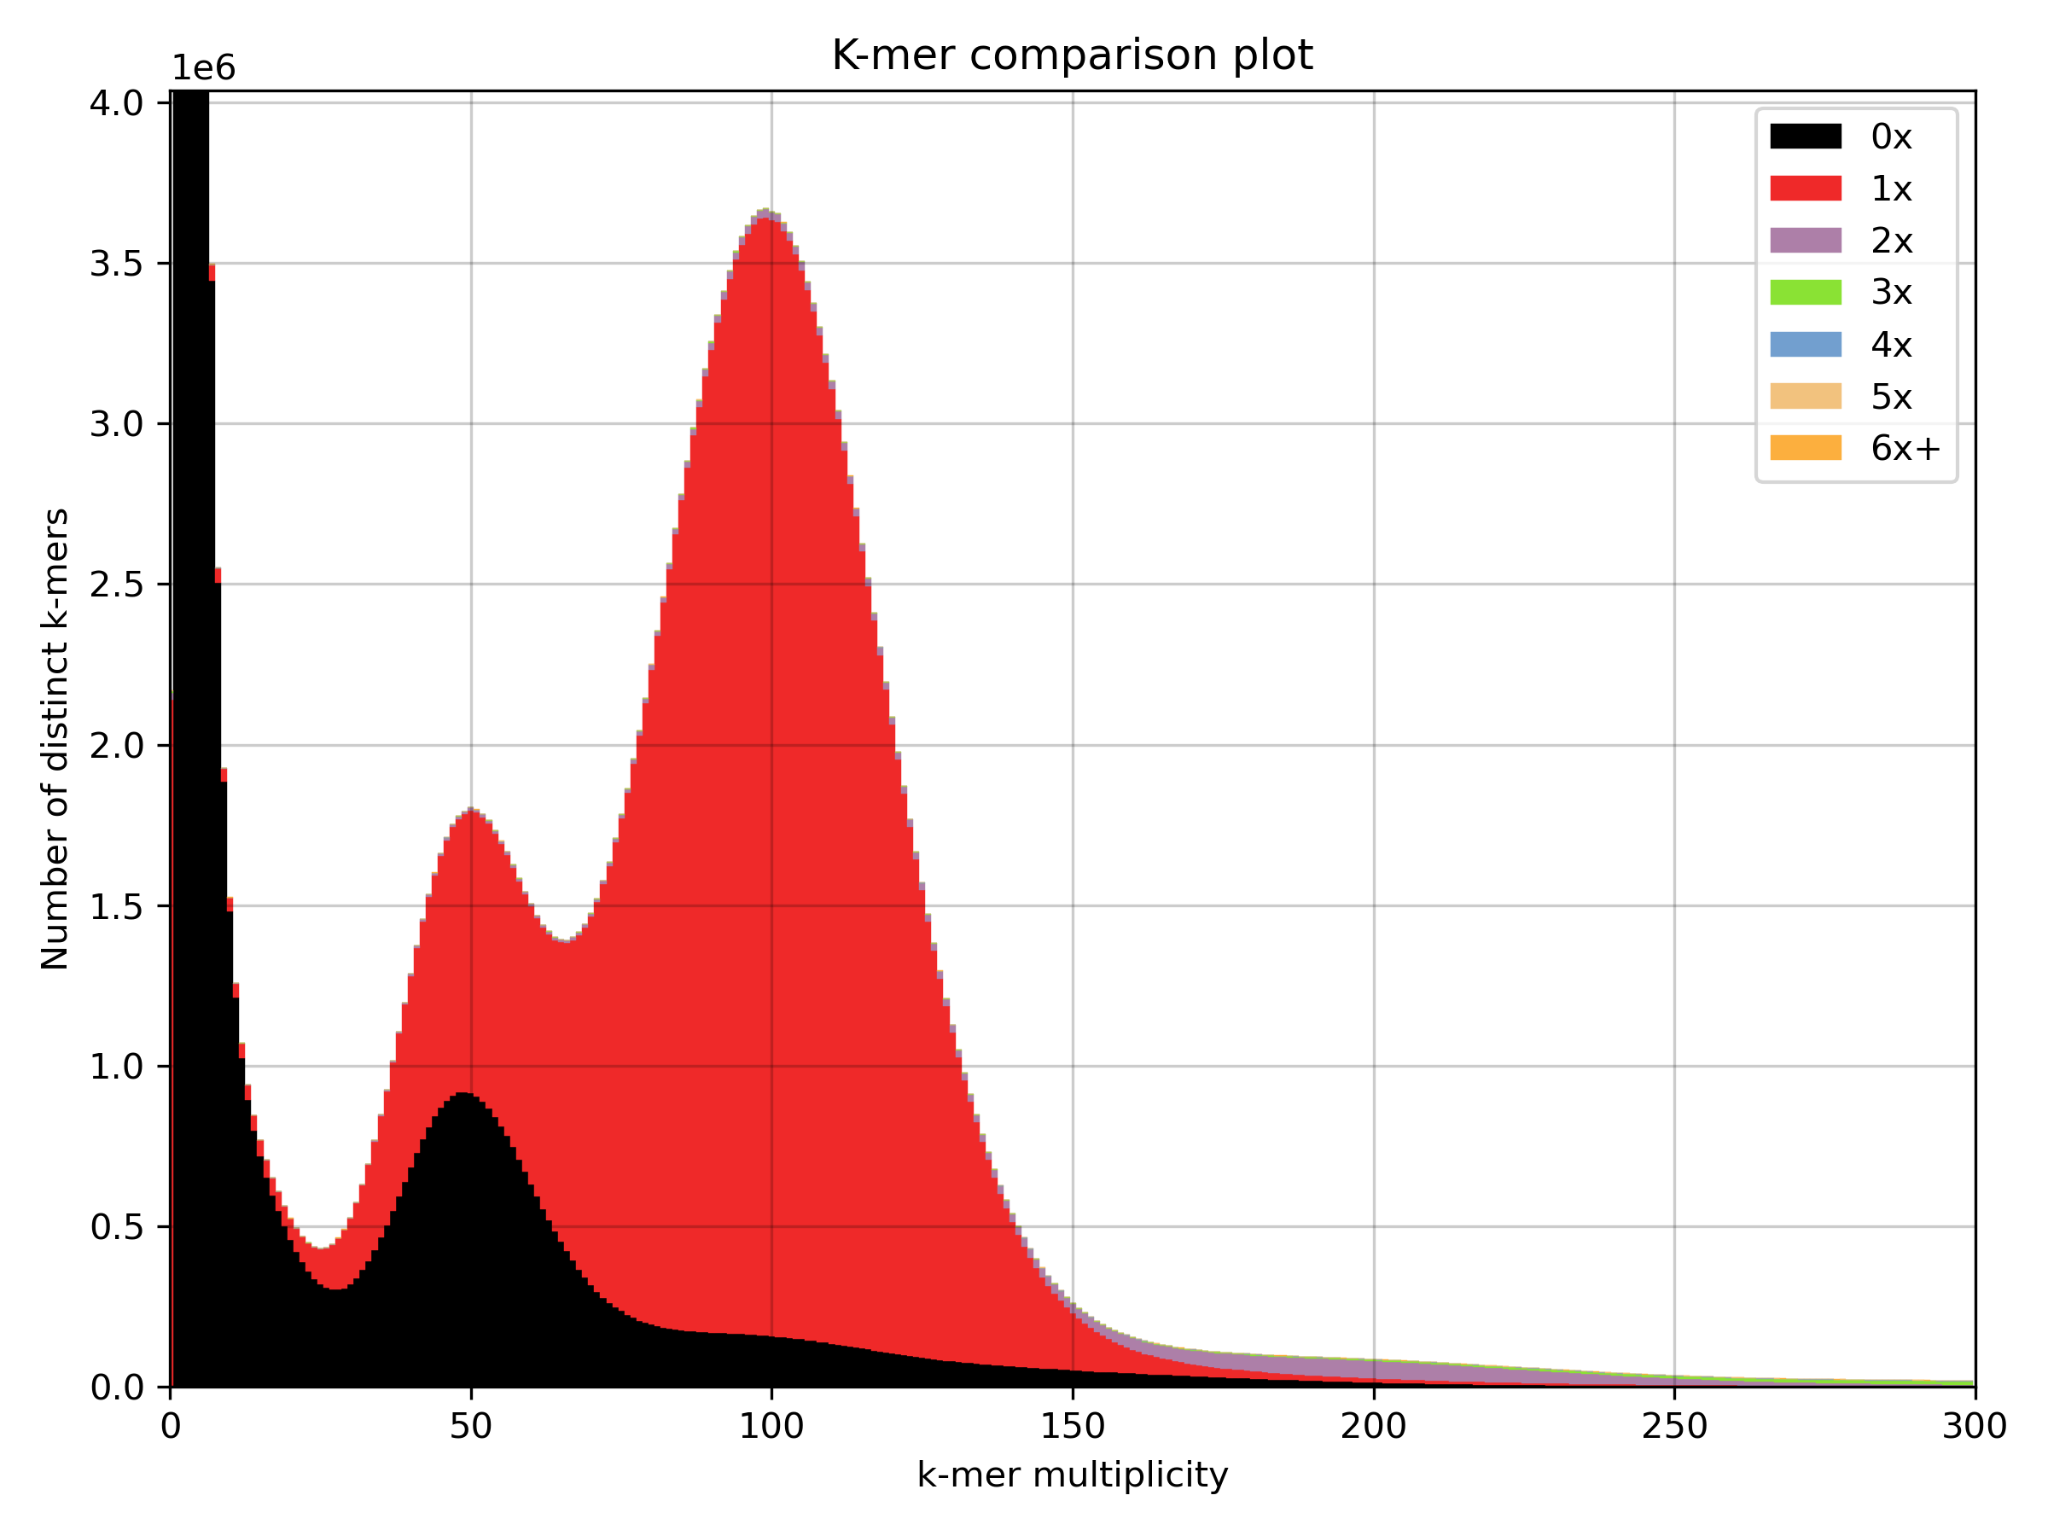 K-mer comparison plot
1e6
4.0
3.5
3.0
2.5
2.0
1.5
1.0
0.5
0.0
Number of distinct k-mers
0x
1x
2x
3x
4x
5x
6x+
0 50 100 150 200 250 300
k-mer multiplicity